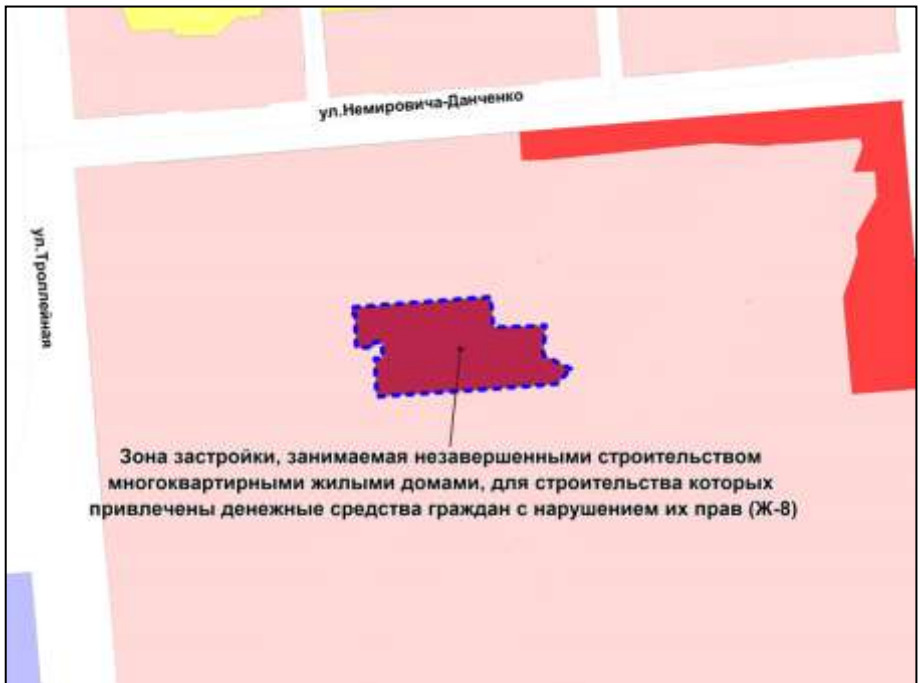 ул.Немировича-Данченко
ул.Троллейная
Зона застройки, занимаемая незавершенными строительством
многоквартирными жилыми домами, для строительства которых
привлечены денежные средства граждан с нарушением их прав (Ж-8)